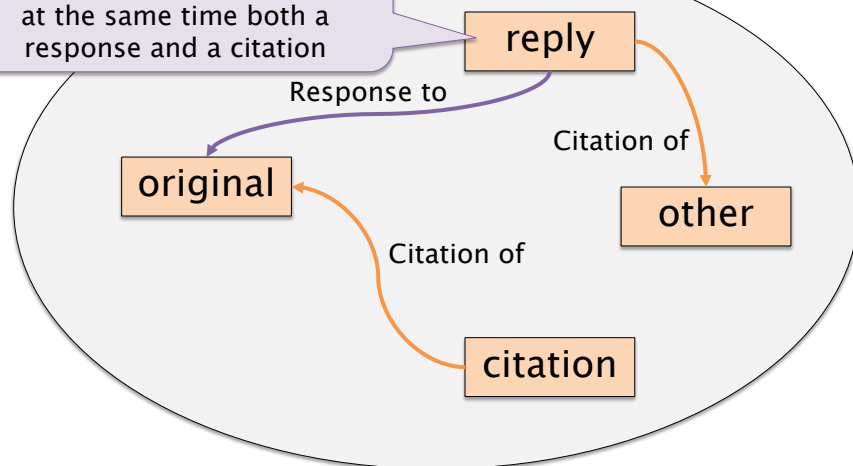 at the same time both a
response and a citation
reply
Response to
Citation of
original
other
Citation of
citation